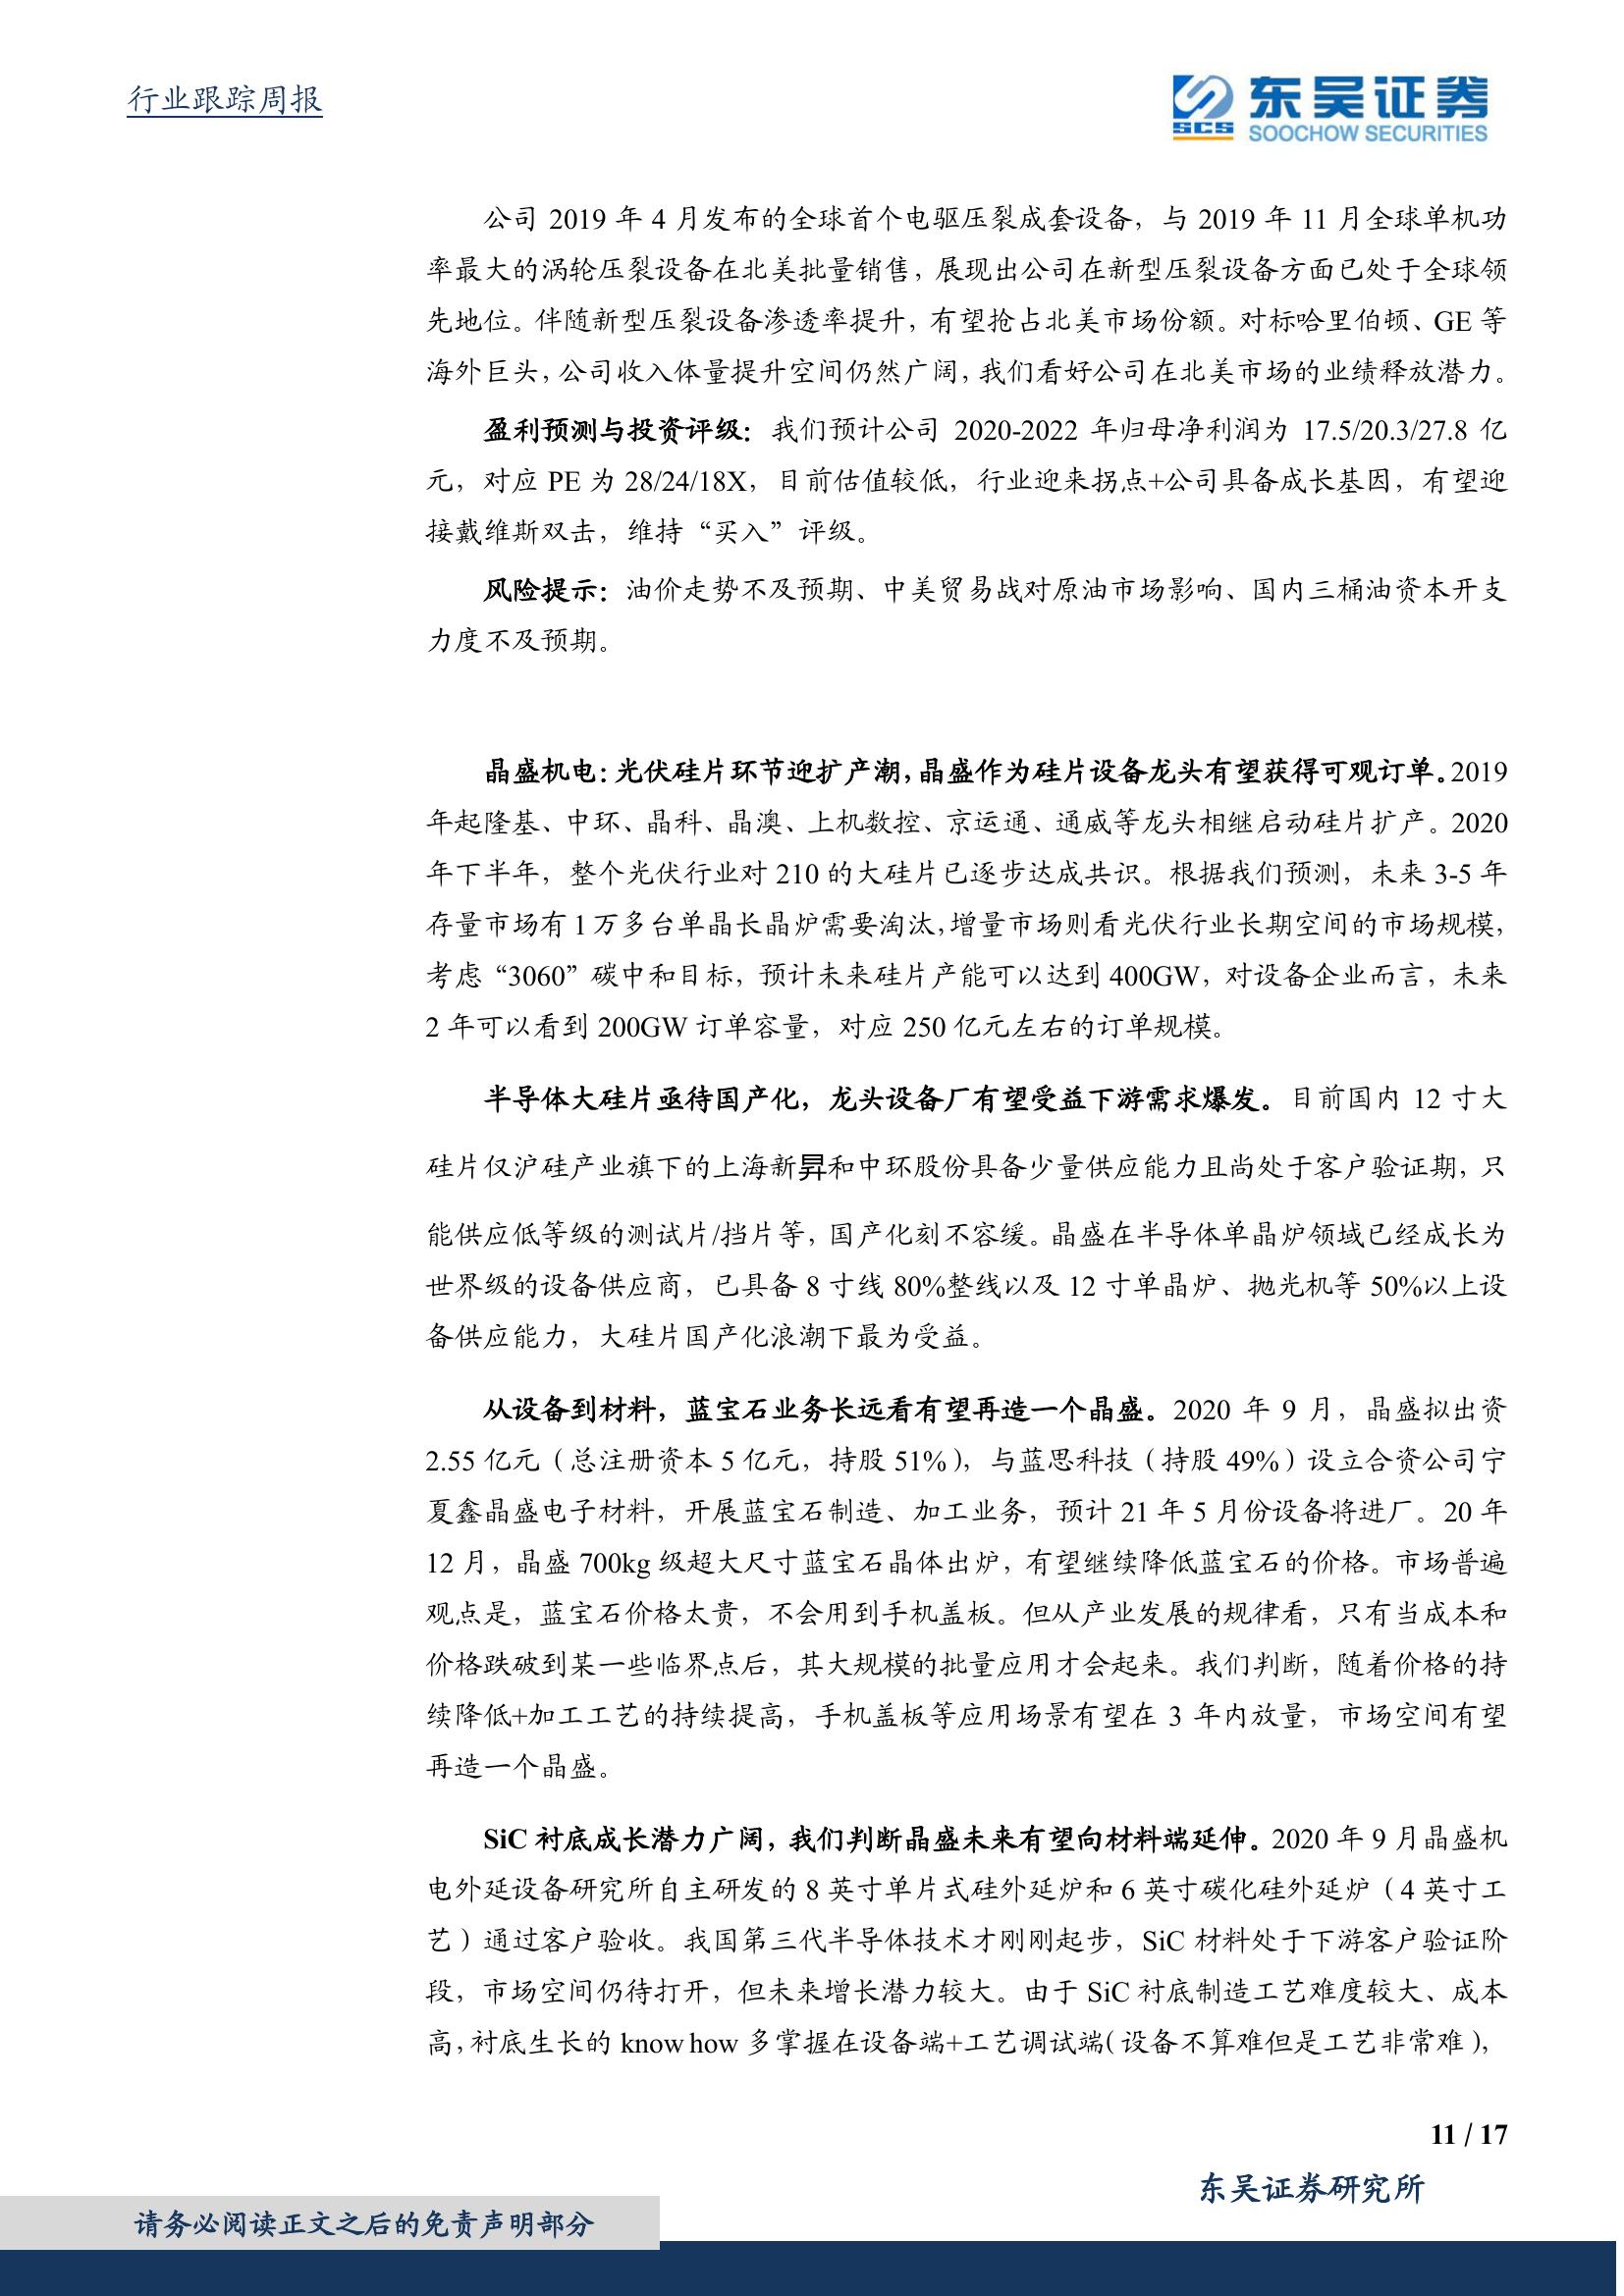 行业跟踪周报
东吴证券
SCS
SOOCHOW SECURITIES
公司 2019 年 4 月发布的全球首个电驱压裂成套设备，与 2019 年 11 月全球单机功
率最大的涡轮压裂设备在北美批量销售，展现出公司在新型压裂设备方面已处于全球领
先地位。伴随新型压裂设备渗透率提升，有望抢占北美市场份额。对标哈里伯顿、GE 等
海外巨头，公司收入体量提升空间仍然广阔，我们看好公司在北美市场的业绩释放潜力。
盈利预测与投资评级：我们预计公司 2020-2022 年归母净利润为 17.5/20.3/27.8 亿
元，对应 PE 为 28/24/18X，目前估值较低，行业迎来拐点+公司具备成长基因，有望迎
接戴维斯双击，维持“买入”评级。
风险提示：油价走势不及预期、中美贸易战对原油市场影响、国内三桶油资本开支
力度不及预期。
晶盛机电：光伏硅片环节迎扩产潮，晶盛作为硅片设备龙头有望获得可观订单。2019
年起隆基、中环、晶科、晶澳、上机数控、京运通、通威等龙头相继启动硅片扩产。2020
年下半年，整个光伏行业对 210 的大硅片已逐步达成共识。根据我们预测，未来 3-5 年
存量市场有 1 万多台单晶长晶炉需要淘汰，增量市场则看光伏行业长期空间的市场规模，
考虑“3060”碳中和目标，预计未来硅片产能可以达到 400GW，对设备企业而言，未来
2 年可以看到 200GW 订单容量，对应 250 亿元左右的订单规模。
半导体大硅片亟待国产化，龙头设备厂有望受益下游需求爆发。目前国内 12 寸大
硅片仅沪硅产业旗下的上海新昇和中环股份具备少量供应能力且尚处于客户验证期，只
能供应低等级的测试片/挡片等，国产化刻不容缓。晶盛在半导体单晶炉领域已经成长为
世界级的设备供应商，已具备 8 寸线 80%整线以及 12 寸单晶炉、抛光机等 50%以上设
备供应能力，大硅片国产化浪潮下最为受益。
从设备到材料，蓝宝石业务长远看有望再造一个晶盛。2020 年 9 月，晶盛拟出资
2.55 亿元（总注册资本 5 亿元，持股 51%），与蓝思科技（持股 49%）设立合资公司宁
夏鑫晶盛电子材料，开展蓝宝石制造、加工业务，预计 21 年 5 月份设备将进厂。20 年
12 月，晶盛 700kg 级超大尺寸蓝宝石晶体出炉，有望继续降低蓝宝石的价格。市场普遍
观点是，蓝宝石价格太贵，不会用到手机盖板。但从产业发展的规律看，只有当成本和
价格跌破到某一些临界点后，其大规模的批量应用才会起来。我们判断，随着价格的持
续降低+加工工艺的持续提高，手机盖板等应用场景有望在 3 年内放量，市场空间有望
再造一个晶盛。
SiC 衬底成长潜力广阔，我们判断晶盛未来有望向材料端延伸。2020 年 9 月晶盛机
电外延设备研究所自主研发的 8 英寸单片式硅外延炉和 6 英寸碳化硅外延炉（4 英寸工
艺）通过客户验收。我国第三代半导体技术才刚刚起步，SiC 材料处于下游客户验证阶
段，市场空间仍待打开，但未来增长潜力较大。由于 SiC 衬底制造工艺难度较大、成本
高，衬底生长的 know how 多掌握在设备端+工艺调试端（设备不算难但是工艺非常难），
11 / 17
东吴证券研究所
请务必阅读正文之后的免责声明部分